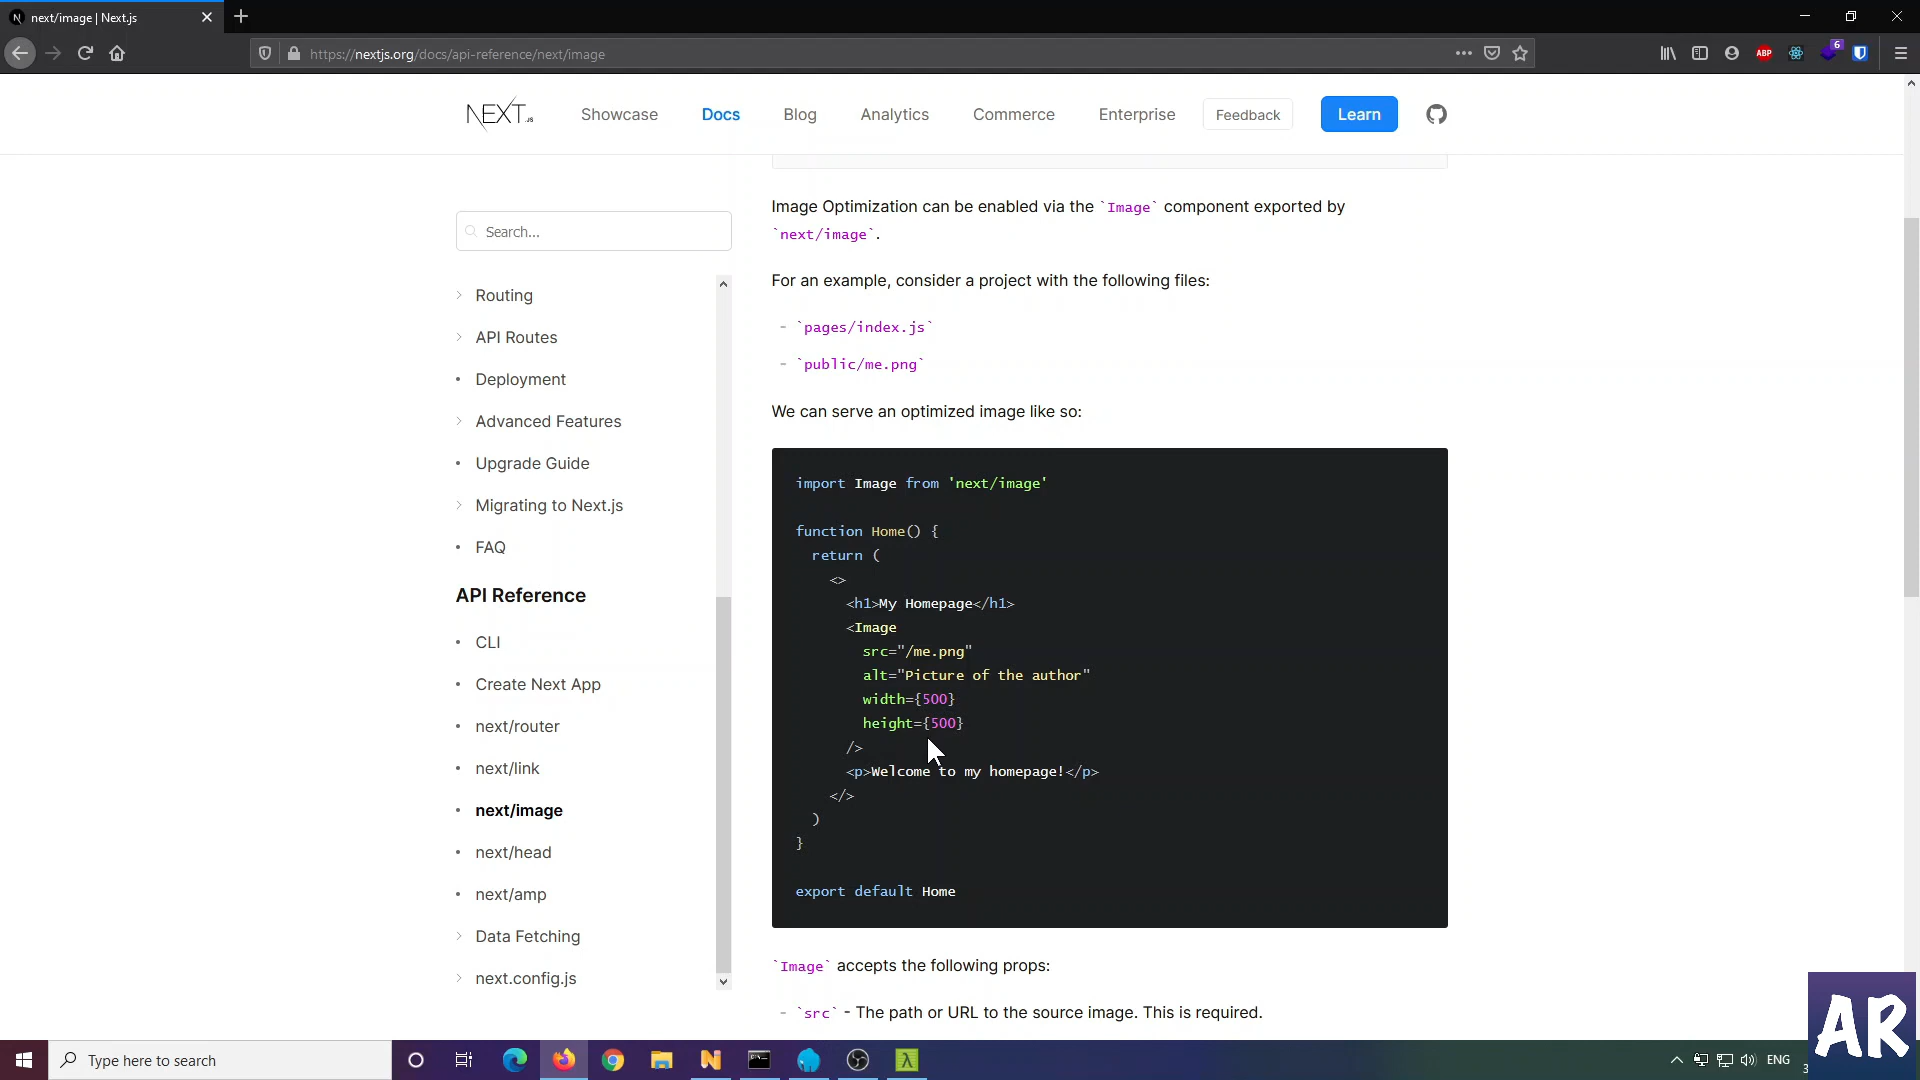 next/image | Next.js
https://nextjs.org/docs/api-reference/next/image
ABP
6
NEXT.JS
Showcase
Docs
Blog
Analytics
Commerce
Enterprise
Feedback
Learn
Search...
Routing
API Routes
Deployment
Advanced Features
Upgrade Guide
Migrating to Next.js
FAQ
API Reference
CLI
Create Next App
next/router
next/link
next/image
next/head
next/amp
Data Fetching
next.config.js
Image Optimization can be enabled via the `Image` component exported by
`next/image`.
For an example, consider a project with the following files:
- `pages/index.js`
- `public/me.png`
We can serve an optimized image like so:
import Image from 'next/image'
function Home() {
return (
<>
<h1>My Homepage</h1>
<Image
src="/me.png"
alt="Picture of the author"
width={500}
height={500}
/>
<p>Welcome to my homepage!</p>
</>
)
}
export default Home
`Image` accepts the following props:
- `src` - The path or URL to the source image. This is required.
Type here to search
ENG
3
AR